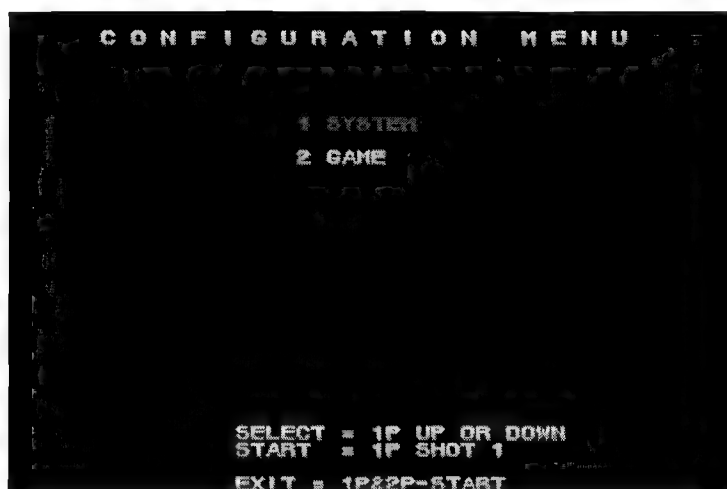 CONFIGURATION MENU
1 SYSTEM
2 GAME
SELECT = 1P UP OR DOWN
START = 1P SHOT 1
EXIT = 1P&2P-START